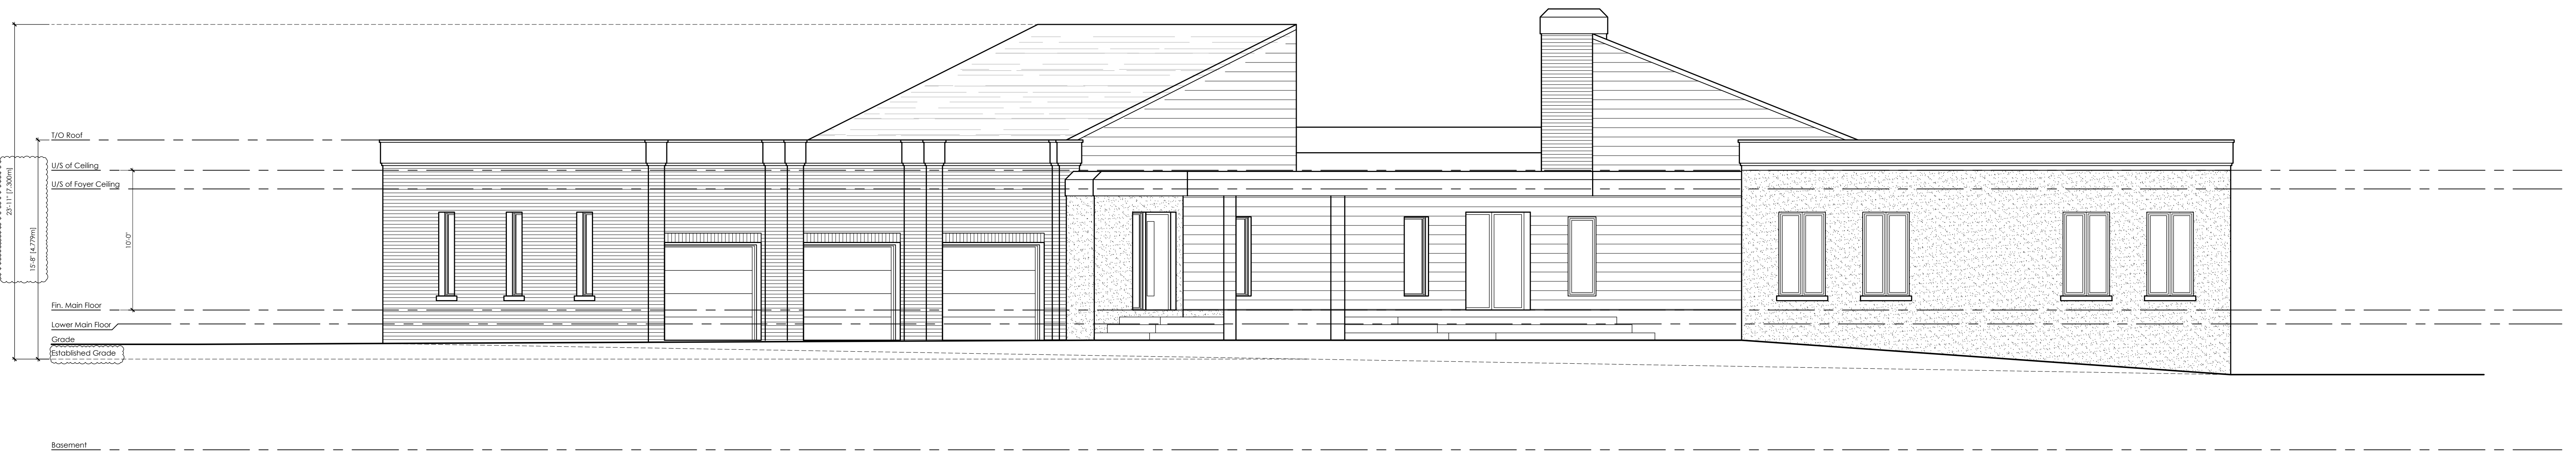 T/O Roof
U/S of Ceiling
U/S of Foyer Ceiling
23'-11" [7.300m]
15'-8" [4.779m]
10'-0"
Fin. Main Floor
Lower Main Floor
Grade
Established Grade
Basement